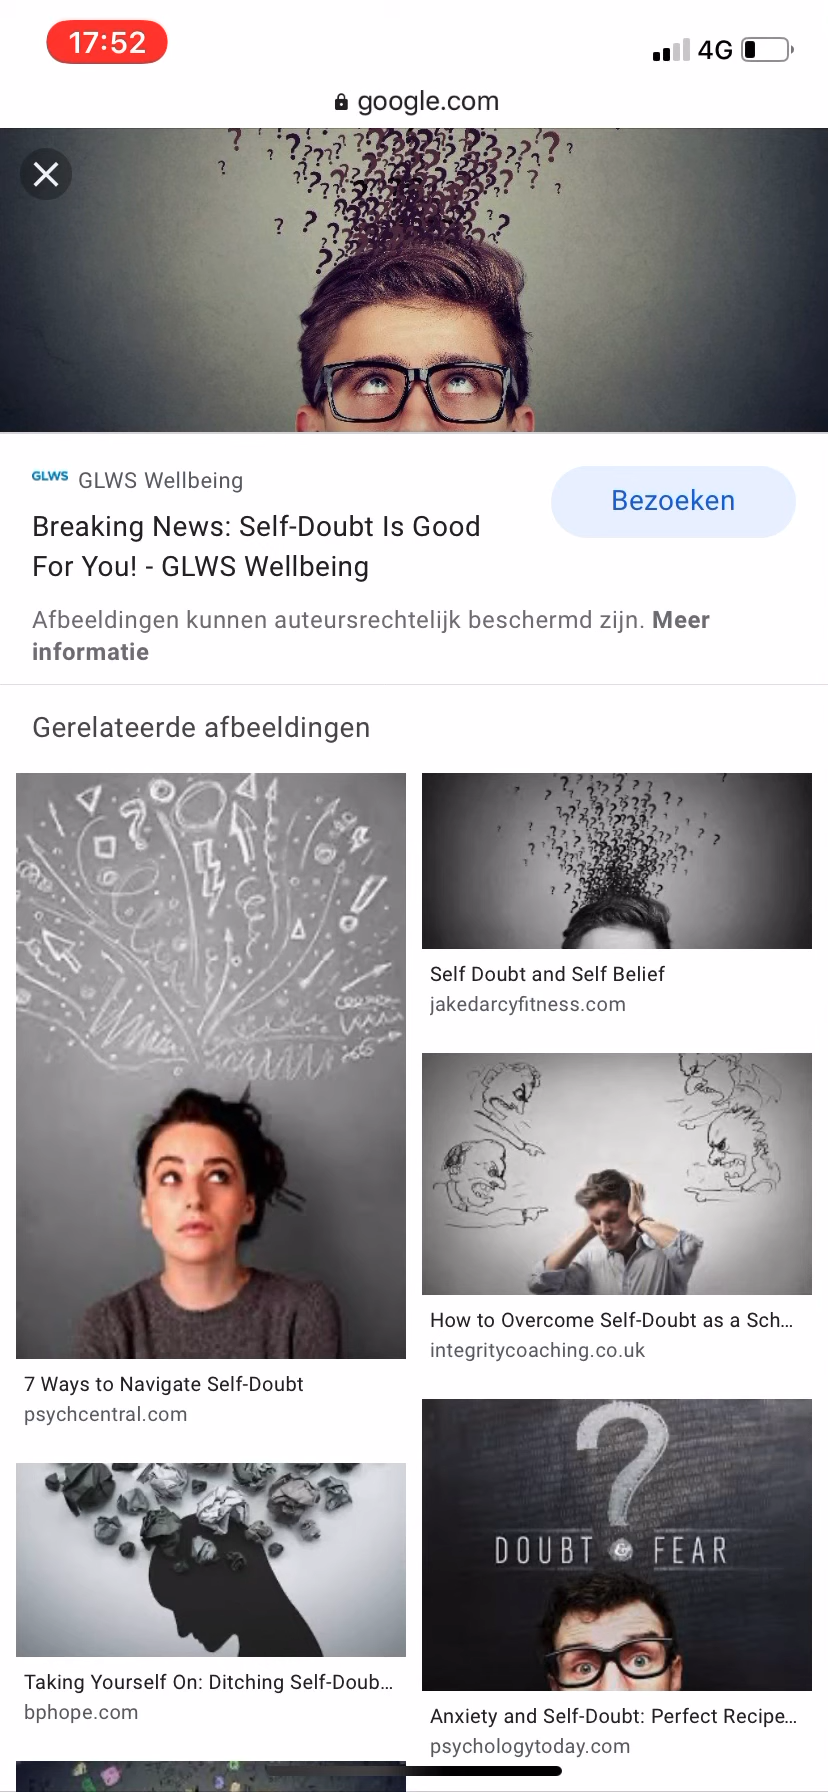 17:52
4G
google.com
GLWS GLWS Wellbeing
Bezoeken
Breaking News: Self-Doubt Is Good
For You! - GLWS Wellbeing
Afbeeldingen kunnen auteursrechtelijk beschermd zijn. Meer
informatie
Gerelateerde afbeeldingen
7 Ways to Navigate Self-Doubt
psychcentral.com
Self Doubt and Self Belief
jakedarcyfitness.com
How to Overcome Self-Doubt as a Sch...
integritycoaching.co.uk
Taking Yourself On: Ditching Self-Doub...
bphope.com
?
DOUBT & FEAR
Anxiety and Self-Doubt: Perfect Recipe...
psychologytoday.com